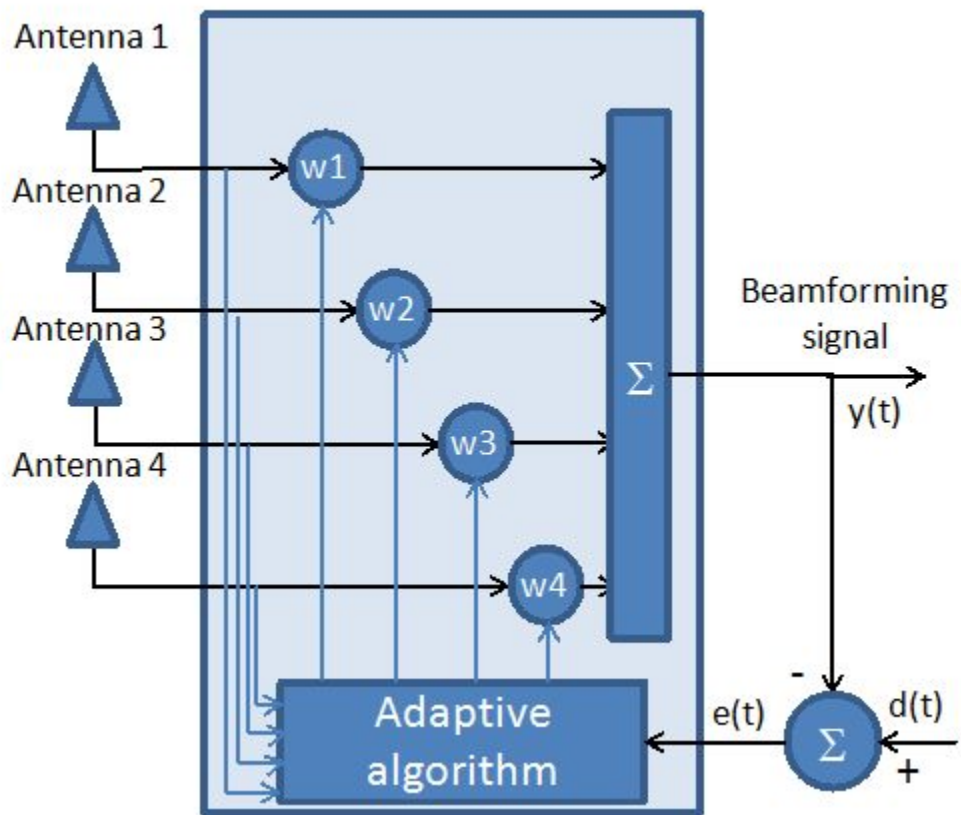 Antenna 1
w1
Antenna 2
w2
Antenna 3
w3
Antenna 4
w4
Σ
Beamforming
signal
y(t)
-
e(t)
d(t)
Σ
+
Adaptive
algorithm